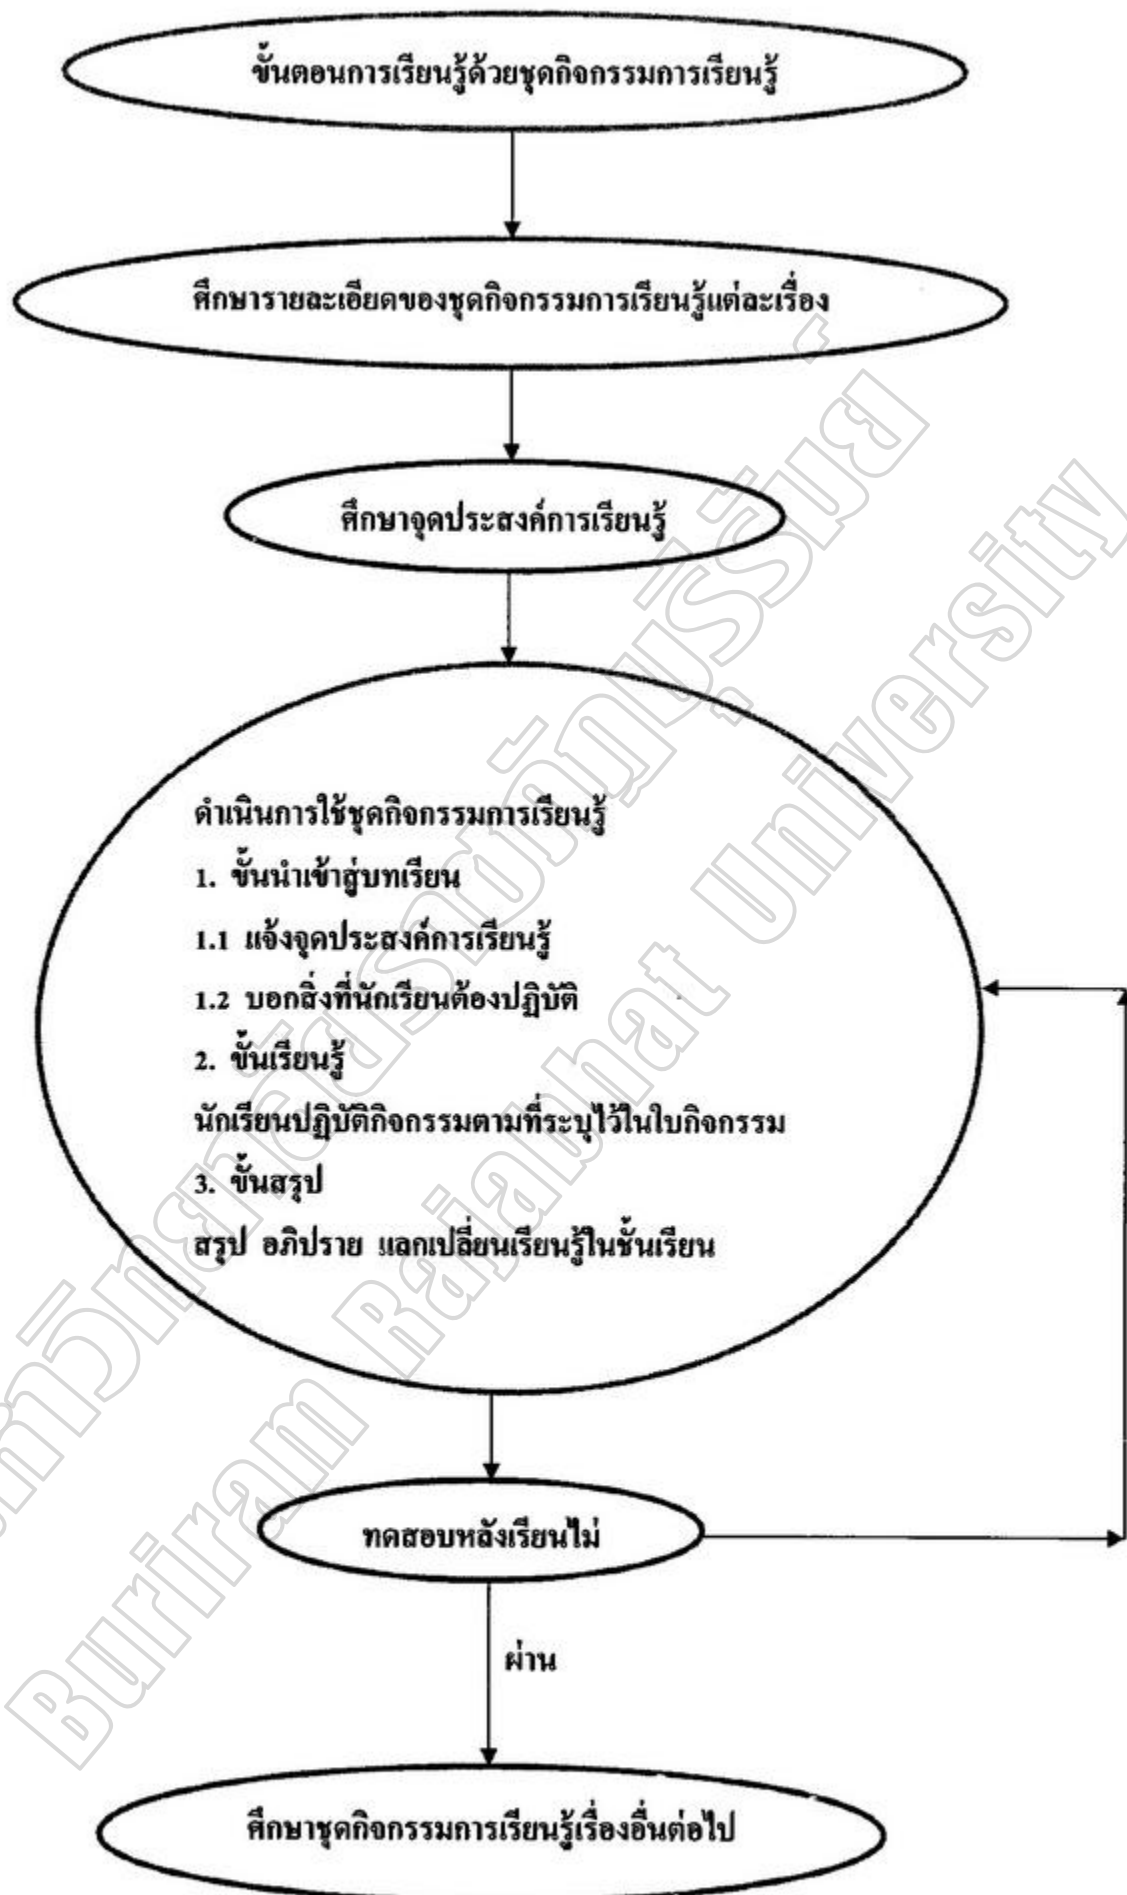 ขั้นตอนการเรียนรู้ด้วยชุดกิจกรรมการเรียนรู้
ศึกษารายละเอียดของชุดกิจกรรมการเรียนรู้แต่ละเรื่อง
ศึกษาจุดประสงค์การเรียนรู้
ดำเนินการใช้ชุดกิจกรรมการเรียนรู้
1. ขั้นนำเข้าสู่บทเรียน
1.1 แจ้งจุดประสงค์การเรียนรู้
1.2 บอกสิ่งที่นักเรียนต้องปฏิบัติ
2. ขั้นเรียนรู้
นักเรียนปฏิบัติกิจกรรมตามที่ระบุไว้ในใบกิจกรรม
3. ขั้นสรุป
สรุป อภิปราย แลกเปลี่ยนเรียนรู้ในชั้นเรียน
ทดสอบหลังเรียนไม่
ผ่าน
ศึกษาชุดกิจกรรมการเรียนรู้เรื่องอื่นต่อไป
Buriram Rajabhat University